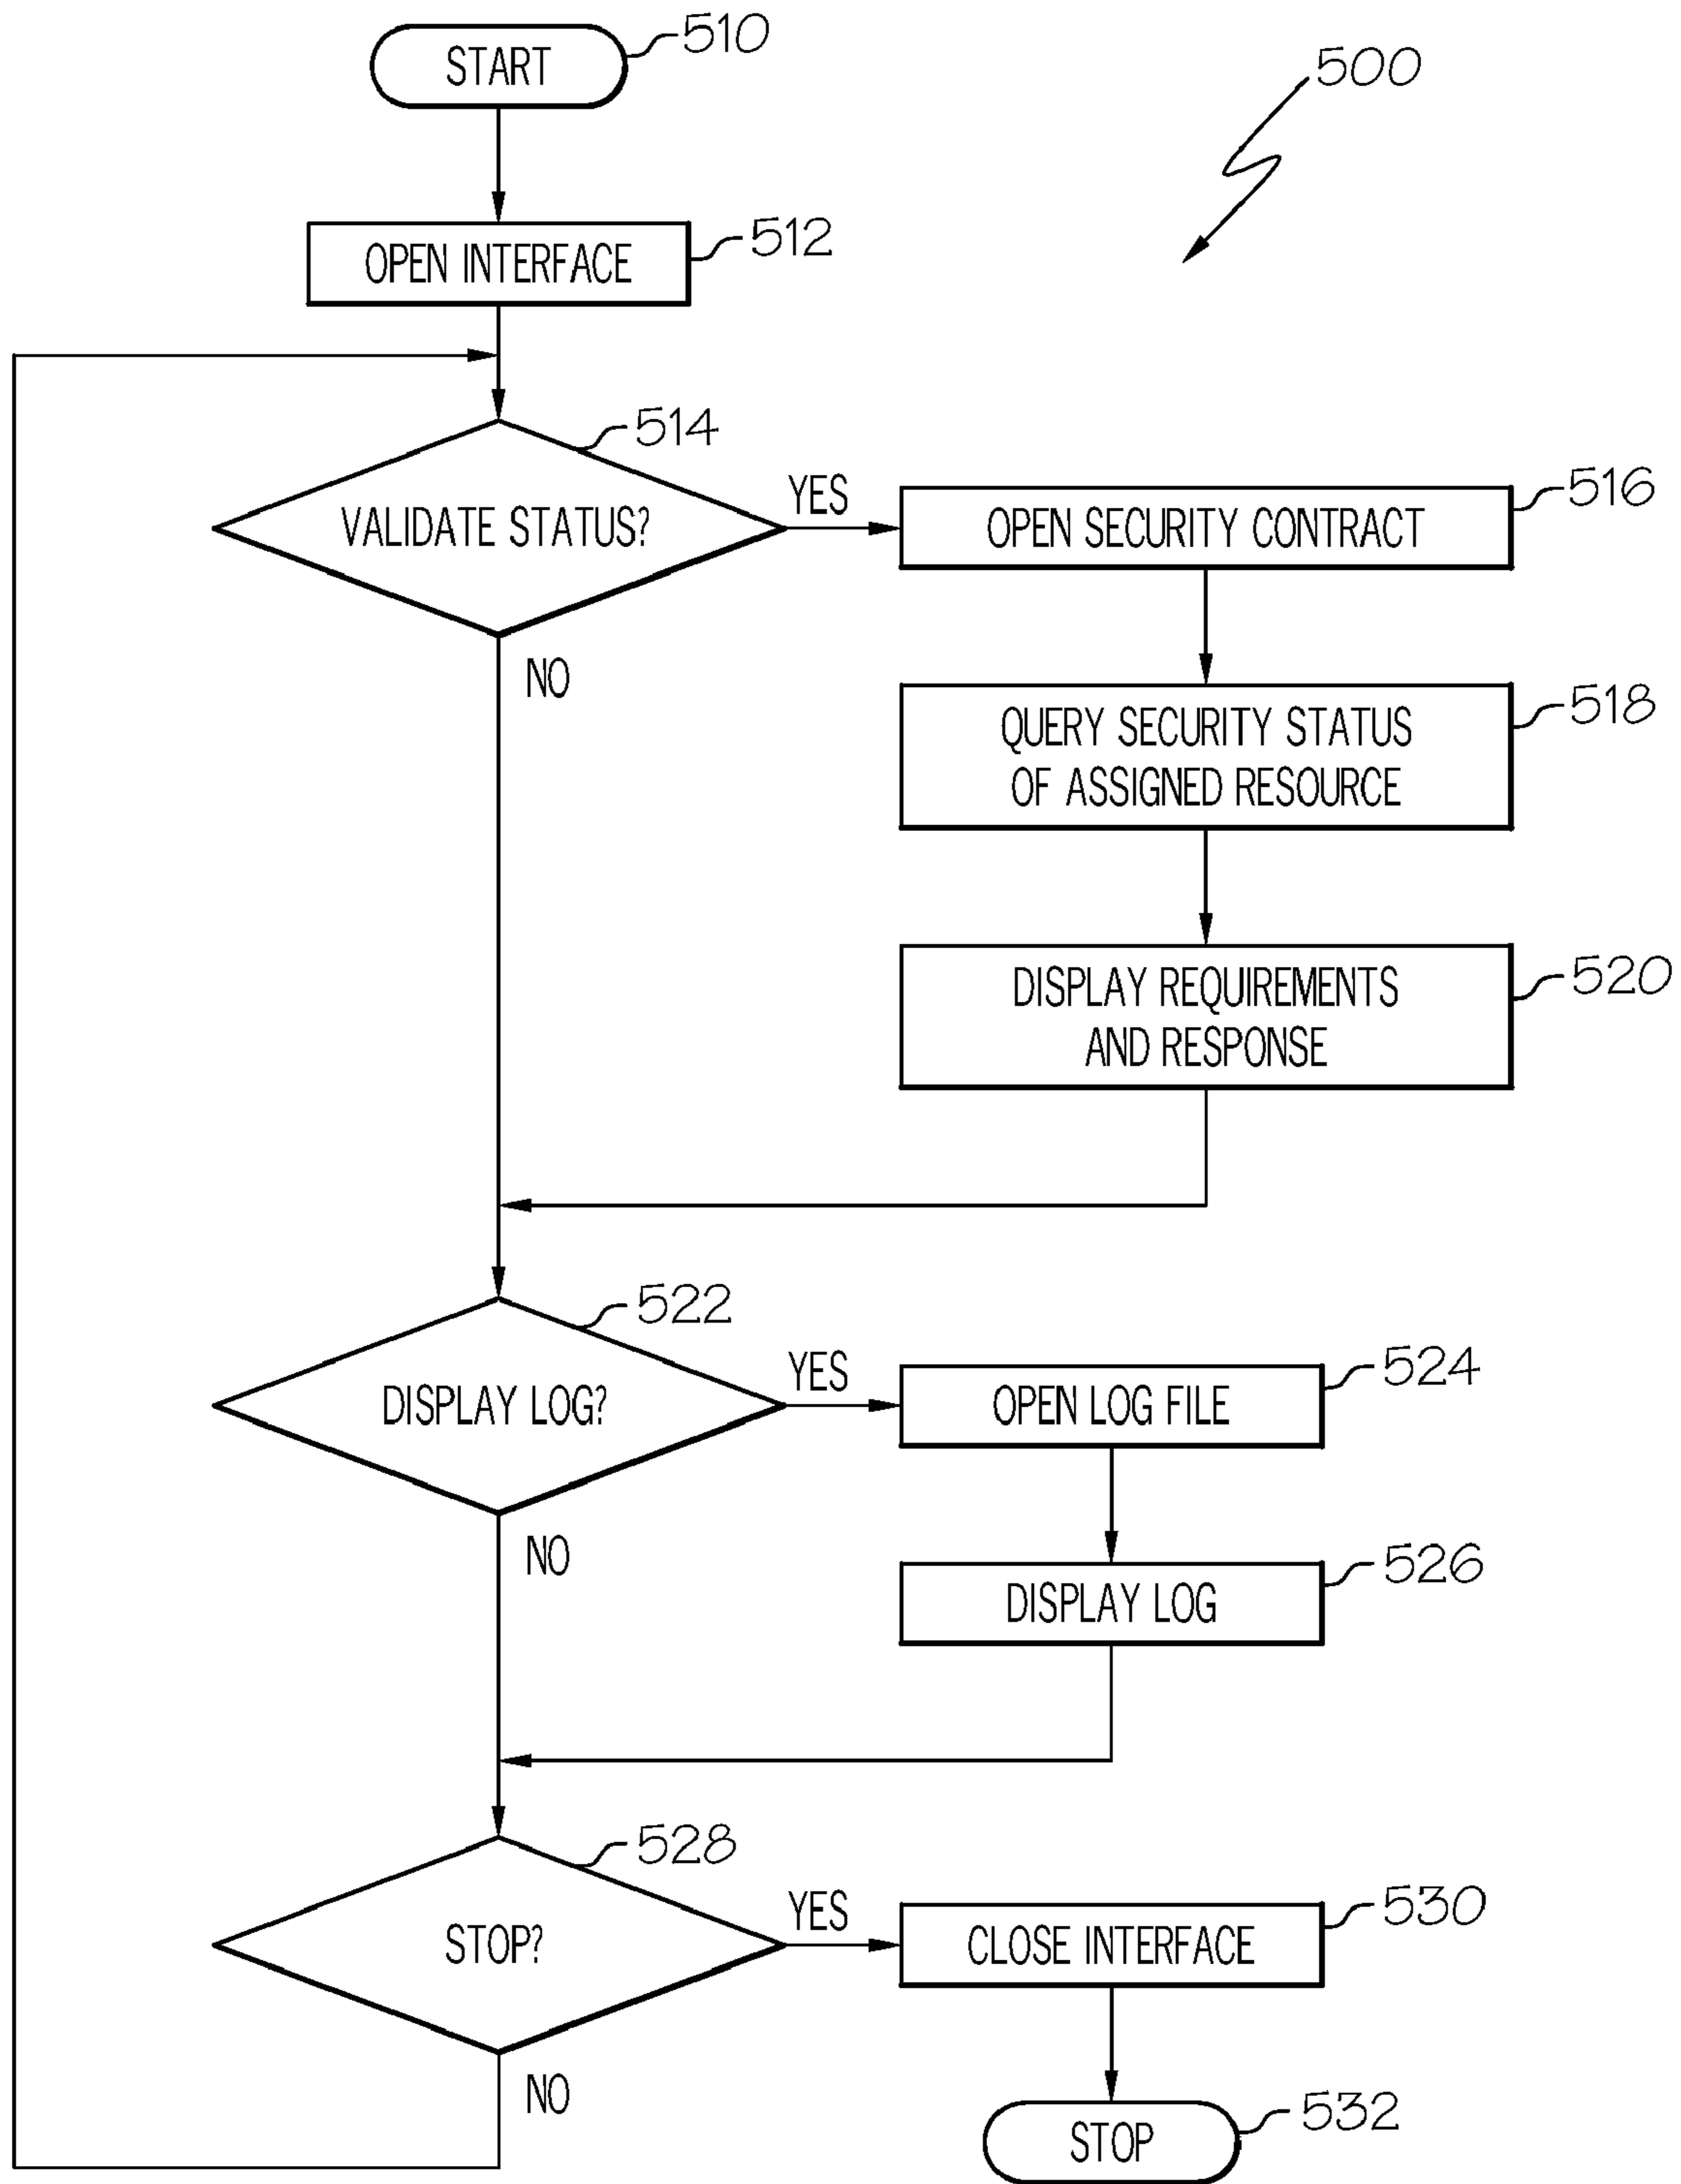 START
510
500
OPEN INTERFACE
512
514
VALIDATE STATUS?
YES
OPEN SECURITY CONTRACT
516
NO
QUERY SECURITY STATUS
OF ASSIGNED RESOURCE
518
DISPLAY REQUIREMENTS
AND RESPONSE
520
522
DISPLAY LOG?
YES
OPEN LOG FILE
524
NO
DISPLAY LOG
526
528
STOP?
YES
CLOSE INTERFACE
530
NO
STOP
532